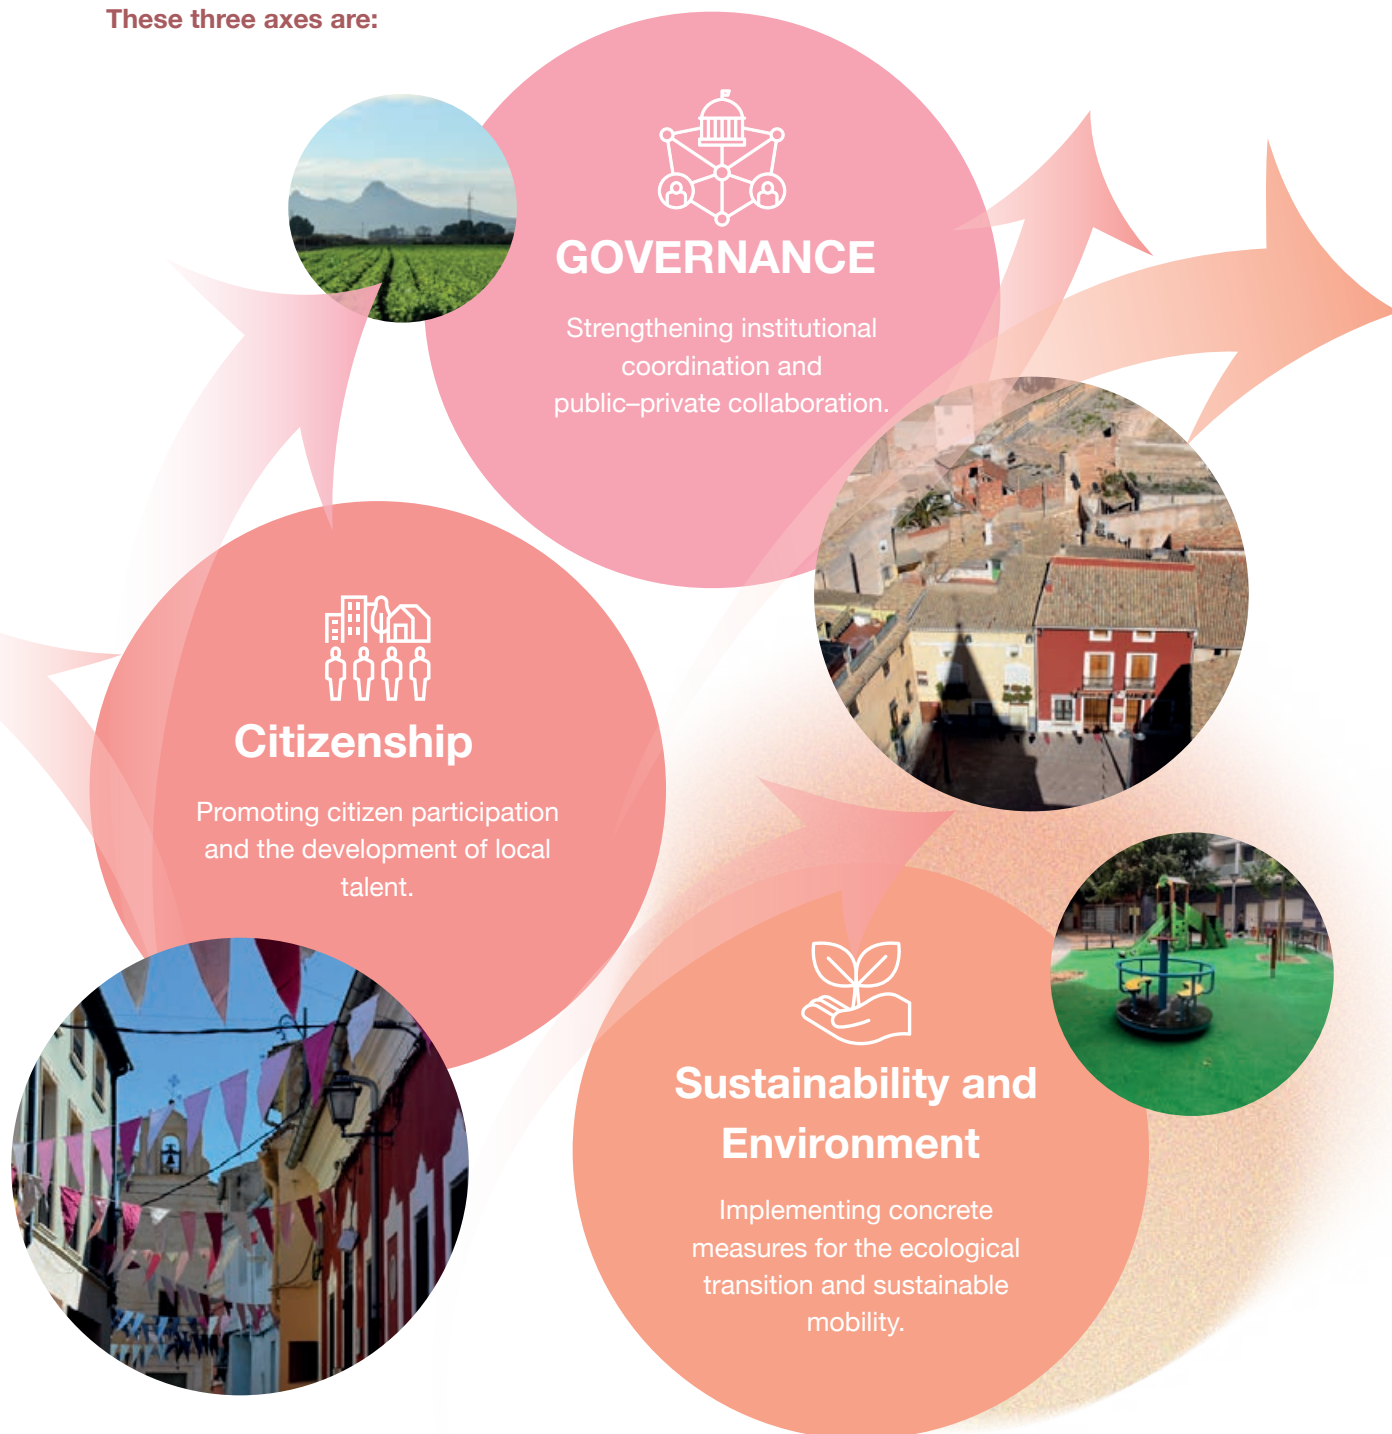 These three axes are:
GOVERNANCE
Strengthening institutional
coordination and
public–private collaboration.
Citizenship
Promoting citizen participation
and the development of local
talent.
Sustainability and
Environment
Implementing concrete
measures for the ecological
transition and sustainable
mobility.